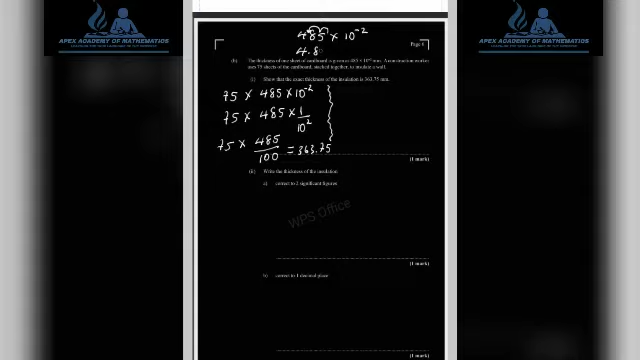 APEX ACADEMY OF MATHEMATICS
APEX ACADEMY OF MATHEMATICS
485 × 10⁻²
4.8
Page 6
(b) The thickness of one sheet of cardboard is given as 485 × 10⁻² mm. A construction worker
uses 75 sheets of the cardboard, stacked together, to insulate a wall.
(i) Show that the exact thickness of the insulation is 363.75 mm.
75 × 485 × 10⁻²
75 × 485 × 1/10²
75 × 485/100 = 363.75
(1 mark)
(ii) Write the thickness of the insulation
a) correct to 2 significant figures
WPS Office
(1 mark)
b) correct to 1 decimal place
(1 mark)